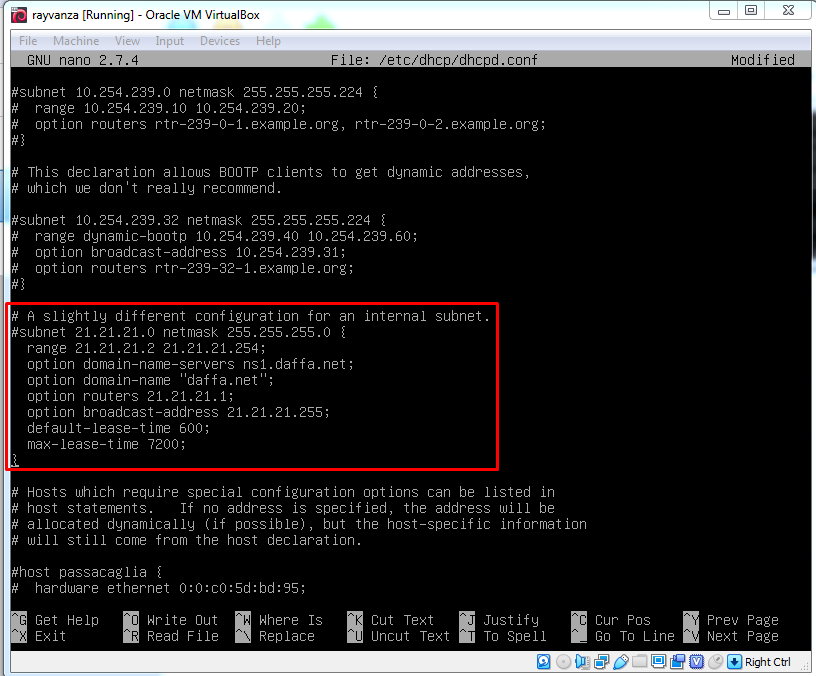 rayvanza [Running] - Oracle VM VirtualBox
File Machine View Input Devices Help
GNU nano 2.7.4 File: /etc/dhcp/dhcpd.conf Modified
#subnet 10.254.239.0 netmask 255.255.255.224 {
#  range 10.254.239.10 10.254.239.20;
#  option routers rtr-239-0-1.example.org, rtr-239-0-2.example.org;
#}
# This declaration allows BOOTP clients to get dynamic addresses,
# which we don't really recommend.
#subnet 10.254.239.32 netmask 255.255.255.224 {
#  range dynamic-bootp 10.254.239.40 10.254.239.60;
#  option broadcast-address 10.254.239.31;
#  option routers rtr-239-32-1.example.org;
#}
# A slightly different configuration for an internal subnet.
#subnet 21.21.21.0 netmask 255.255.255.0 {
  range 21.21.21.2 21.21.21.254;
  option domain-name-servers ns1.daffa.net;
  option domain-name "daffa.net";
  option routers 21.21.21.1;
  option broadcast-address 21.21.21.255;
  default-lease-time 600;
  max-lease-time 7200;
}
# Hosts which require special configuration options can be listed in
# host statements.   If no address is specified, the address will be
# allocated dynamically (if possible), but the host-specific information
# will still come from the host declaration.
#host passacaglia {
#  hardware ethernet 0:0:c0:5d:bd:95;
^G Get Help ^O Write Out ^W Where Is ^K Cut Text ^J Justify ^C Cur Pos ^Y Prev Page
^X Exit ^R Read File ^\ Replace ^U Uncut Text ^T To Spell ^_ Go To Line ^V Next Page
Right Ctrl